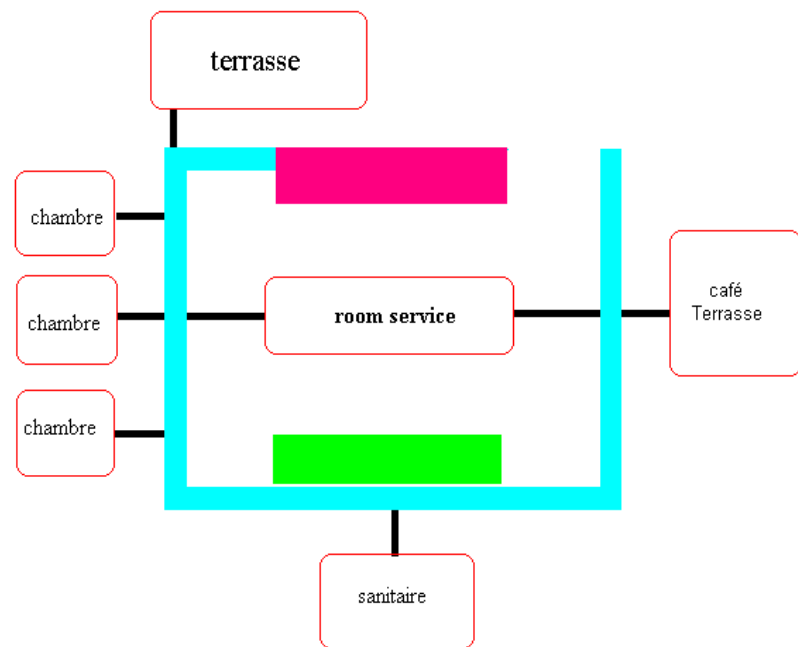 terrasse
chambre
chambre
room service
café
Terrasse
chambre
sanitaire